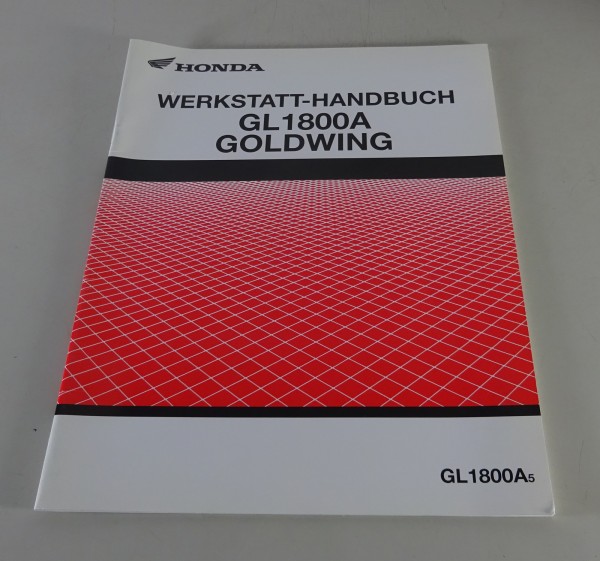 HONDA
WERKSTATT-HANDBUCH
GL1800A
GOLDWING
GL1800A5